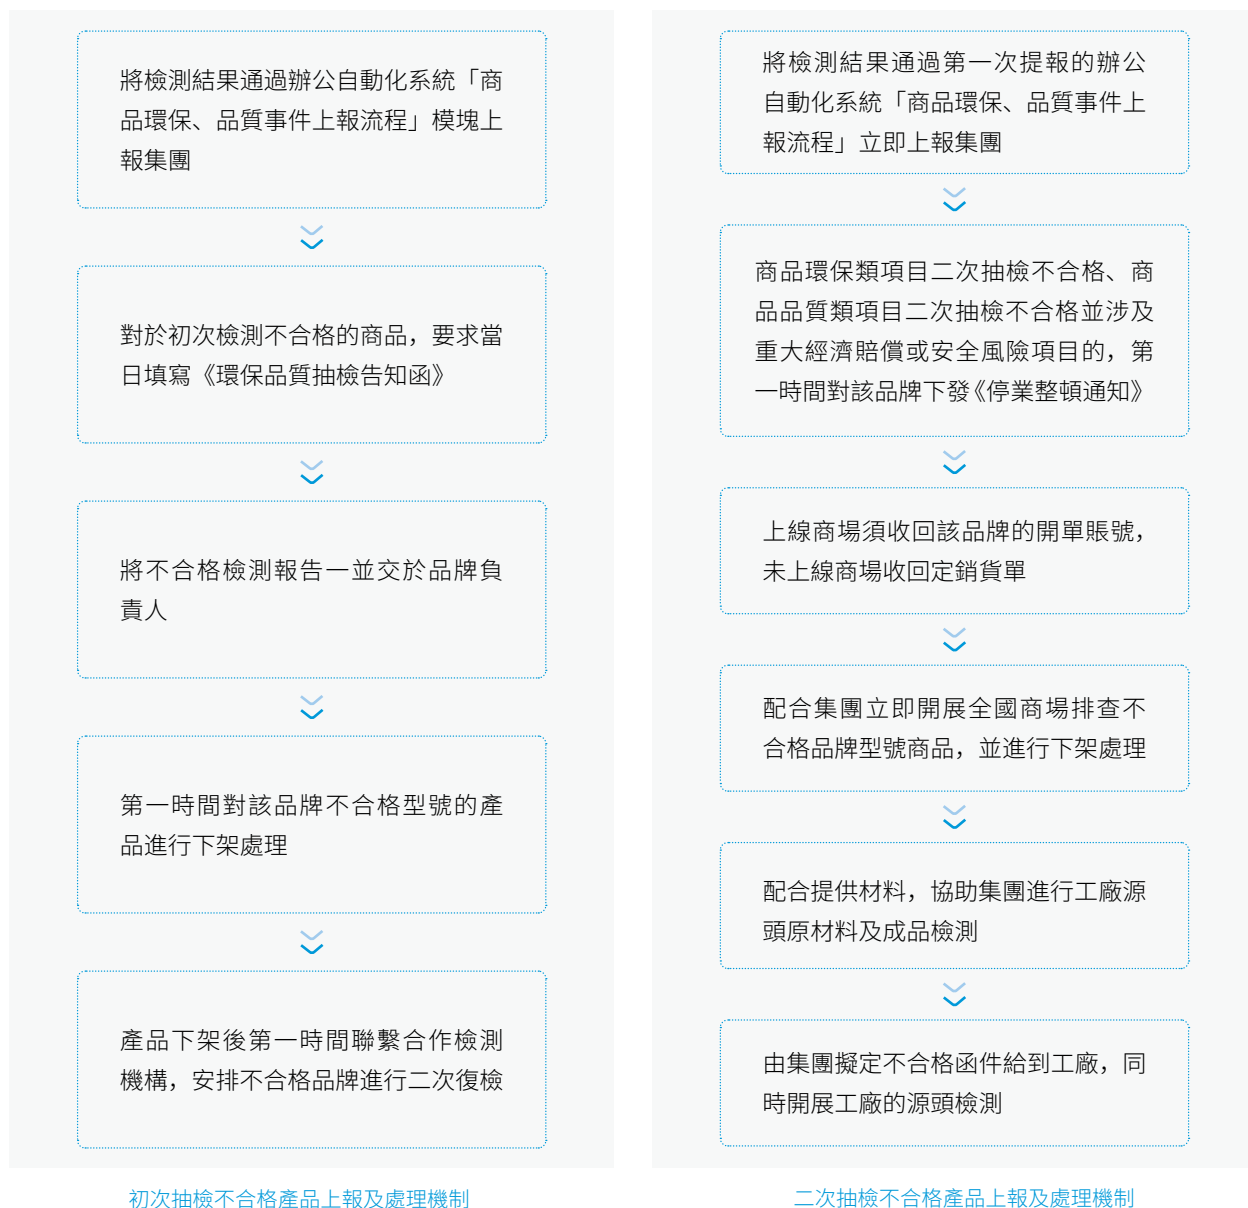 將檢測結果通過辦公自動化系統「商
品環保、品質事件上報流程」模塊上
報集團
對於初次檢測不合格的商品，要求當
日填寫《環保品質抽檢告知函》
將不合格檢測報告一並交於品牌負
責人
第一時間對該品牌不合格型號的產
品進行下架處理
產品下架後第一時間聯繫合作檢測
機構，安排不合格品牌進行二次復檢
初次抽檢不合格產品上報及處理機制
將檢測結果通過第一次提報的辦公
自動化系統「商品環保、品質事件上
報流程」立即上報集團
商品環保類項目二次抽檢不合格、商
品品質類項目二次抽檢不合格並涉及
重大經濟賠償或安全風險項目的，第
一時間對該品牌下發《停業整頓通知》
上線商場須收回該品牌的開單賬號，
未上線商場收回定銷貨單
配合集團立即開展全國商場排查不
合格品牌型號商品，並進行下架處理
配合提供材料，協助集團進行工廠源
頭原材料及成品檢測
由集團擬定不合格函件給到工廠，同
時開展工廠的源頭檢測
二次抽檢不合格產品上報及處理機制